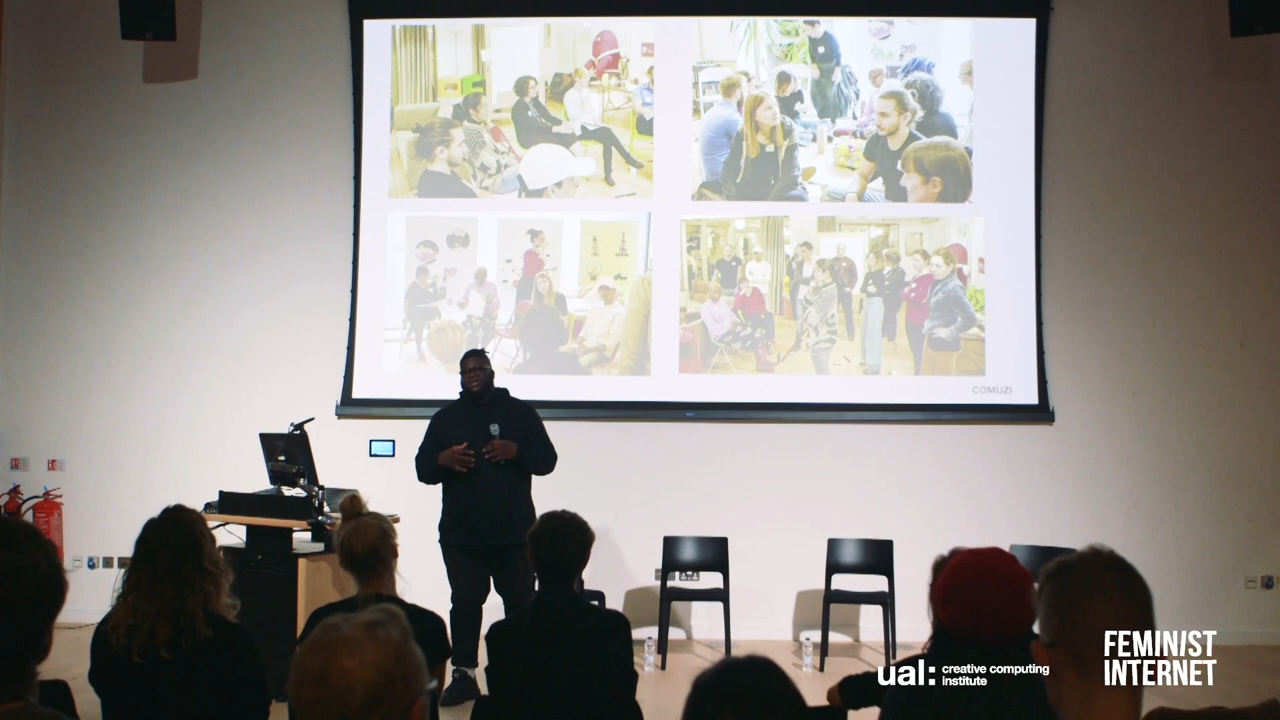 COMUZI
ual: creative computing
institute
FEMINIST
INTERNET